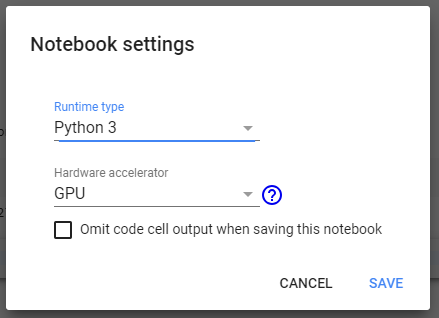 Notebook settings
Runtime type
Python 3
Hardware accelerator
GPU
?
Omit code cell output when saving this notebook
CANCEL SAVE